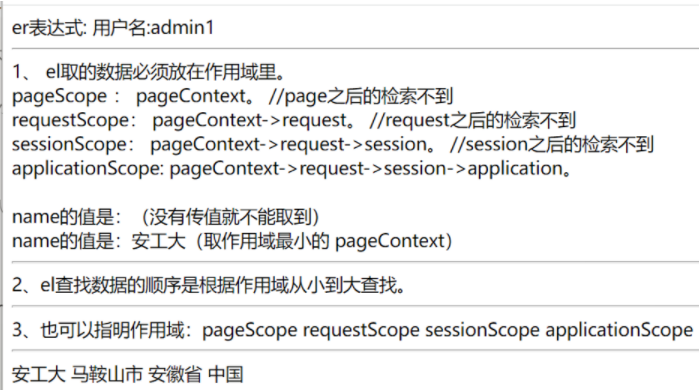 er表达式: 用户名:admin1
1、 el取的数据必须放在作用域里。
pageScope ： pageContext。 //page之后的检索不到
requestScope： pageContext->request。 //request之后的检索不到
sessionScope： pageContext->request->session。 //session之后的检索不到
applicationScope: pageContext->request->session->application。
name的值是：（没有传值就不能取到）
name的值是：安工大（取作用域最小的 pageContext）
2、el查找数据的顺序是根据作用域从小到大查找。
3、也可以指明作用域：pageScope requestScope sessionScope applicationScope
安工大 马鞍山市 安徽省 中国